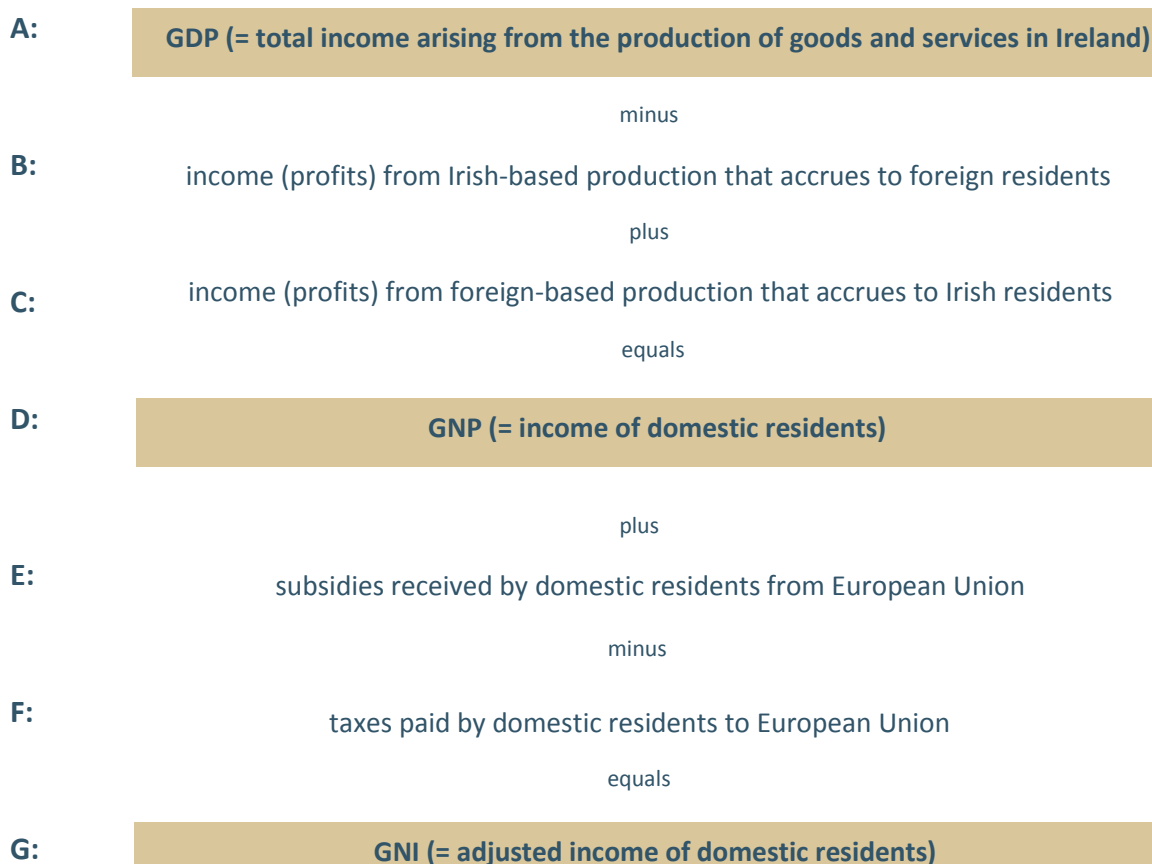 A:
GDP (= total income arising from the production of goods and services in Ireland)
minus
B:
income (profits) from Irish-based production that accrues to foreign residents
plus
C:
income (profits) from foreign-based production that accrues to Irish residents
equals
D:
GNP (= income of domestic residents)
plus
E:
subsidies received by domestic residents from European Union
minus
F:
taxes paid by domestic residents to European Union
equals
G:
GNI (= adjusted income of domestic residents)